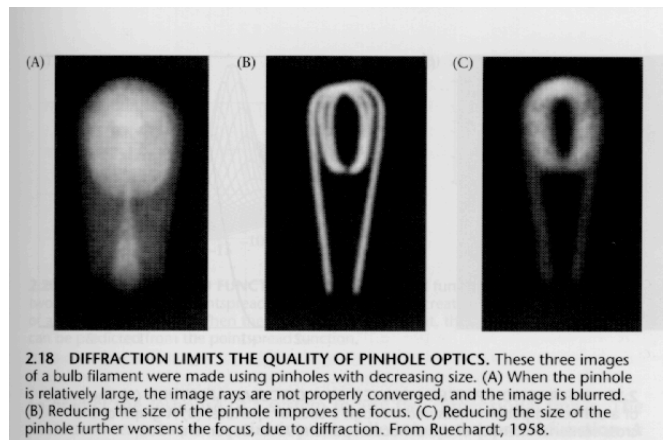 (A) (B) (C)
2.18 DIFFRACTION LIMITS THE QUALITY OF PINHOLE OPTICS. These three images
of a bulb filament were made using pinholes with decreasing size. (A) When the pinhole
is relatively large, the image rays are not properly converged, and the image is blurred.
(B) Reducing the size of the pinhole improves the focus. (C) Reducing the size of the
pinhole further worsens the focus, due to diffraction. From Ruechardt, 1958.